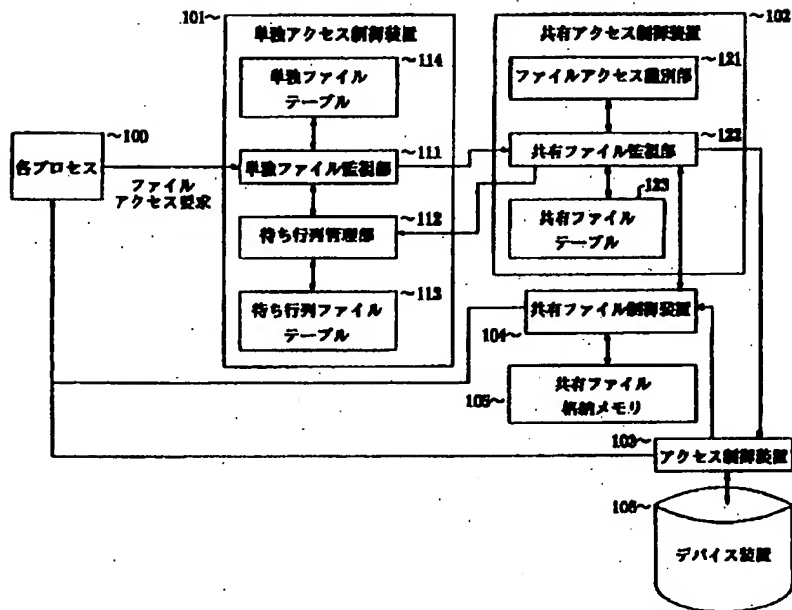 101～
単独アクセス制御装置
～114
単独ファイル
テーブル
～100
各プロセス
ファイル
アクセス要求
～111
単独ファイル監視部
～112
待ち行列管理部
～113
待ち行列ファイル
テーブル
～102
共有アクセス制御装置
～121
ファイルアクセス識別部
～122
共有ファイル監視部
123
共有ファイル
テーブル
共有ファイル制御装置
104～
105～
共有ファイル
格納メモリ
103～
アクセス制御装置
106～
デバイス装置